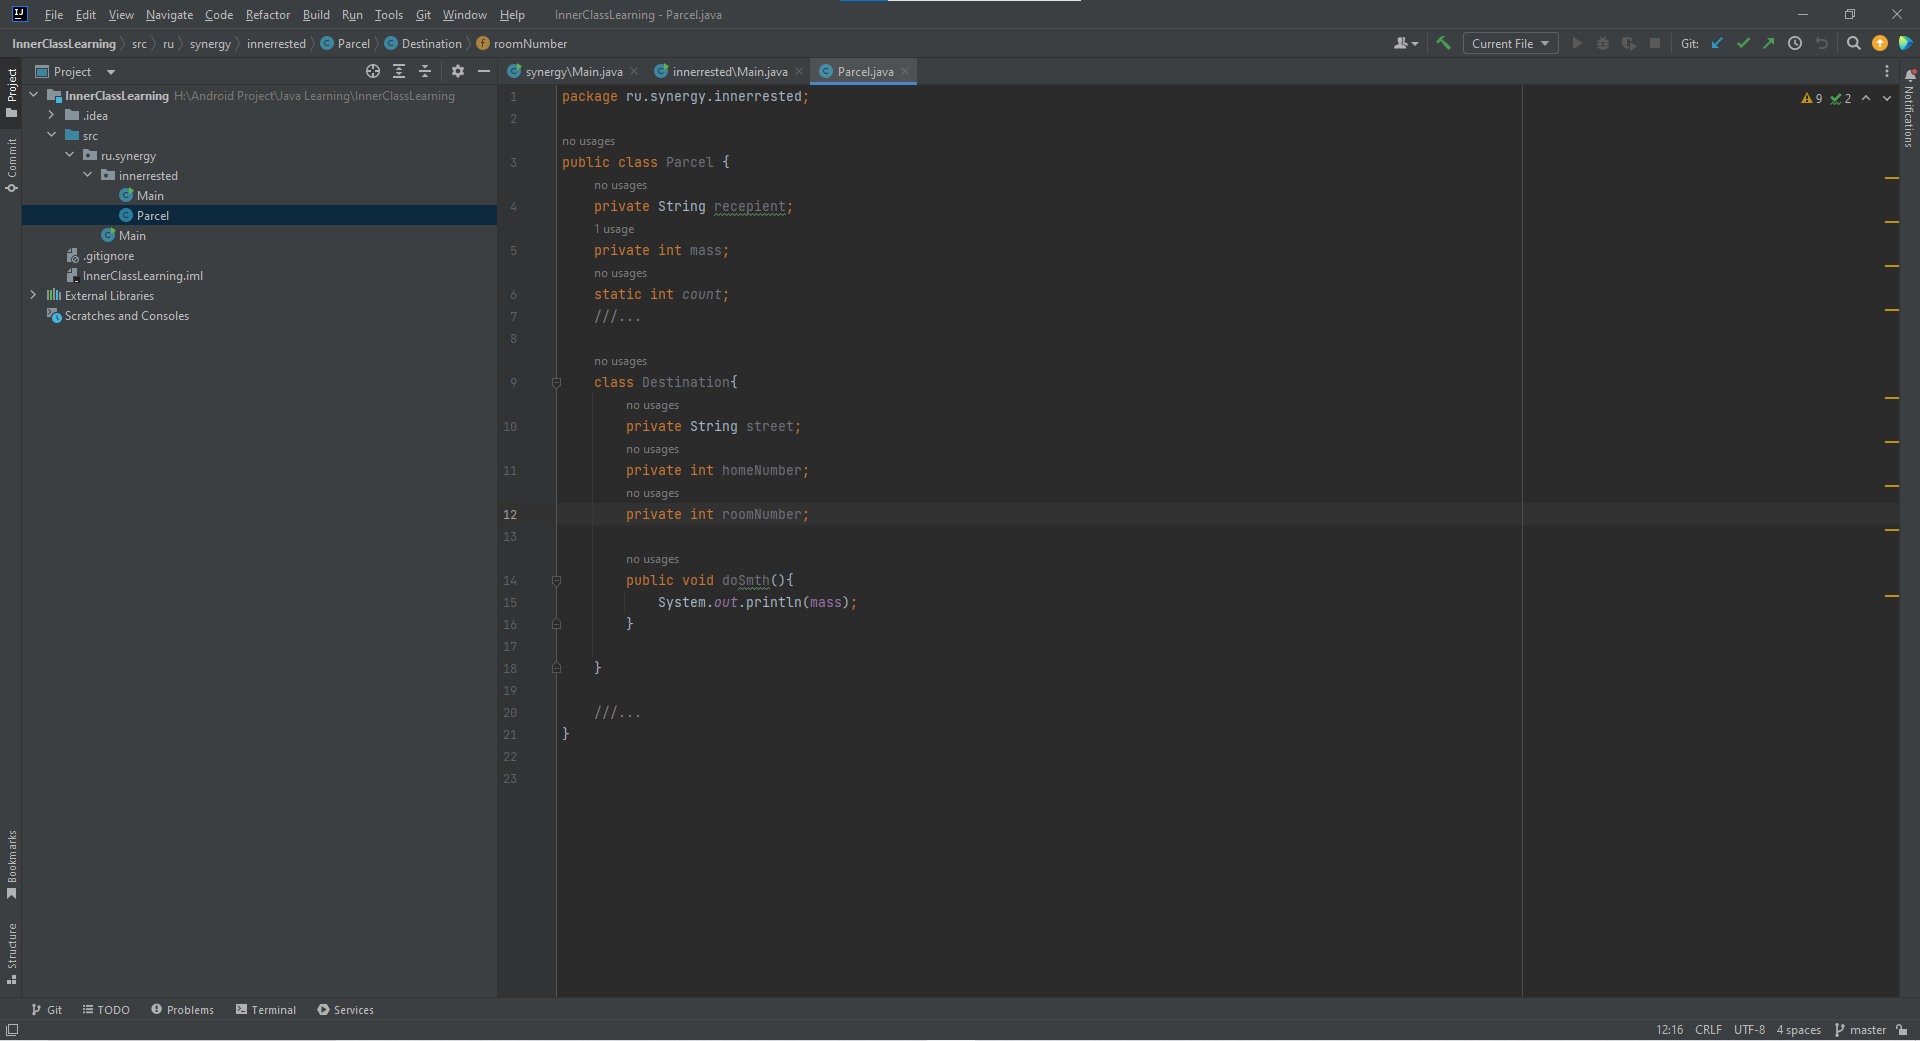 File Edit View Navigate Code Refactor Build Run Tools Git Window Help InnerClassLearning - Parcel.java
InnerClassLearning src ru synergy innerrested Parcel Destination roomNumber Current File Git:
Project
synergy\Main.java innerrested\Main.java Parcel.java
Project
Commit
Bookmarks
Structure
Notifications
InnerClassLearning H:\Android Project\Java Learning\InnerClassLearning
.idea
src
ru.synergy
innerrested
Main
Parcel
Main
.gitignore
InnerClassLearning.iml
External Libraries
Scratches and Consoles
9 2
1 package ru.synergy.innerrested;
2
no usages
3 public class Parcel {
no usages
4 private String recepient;
1 usage
5 private int mass;
no usages
6 static int count;
7 ///...
8
no usages
9 class Destination{
no usages
10 private String street;
no usages
11 private int homeNumber;
no usages
12 private int roomNumber;
13
no usages
14 public void doSmth(){
15 System.out.println(mass);
16 }
17
18 }
19
20 ///...
21 }
22
23
Git TODO Problems Terminal Services
12:16 CRLF UTF-8 4 spaces master